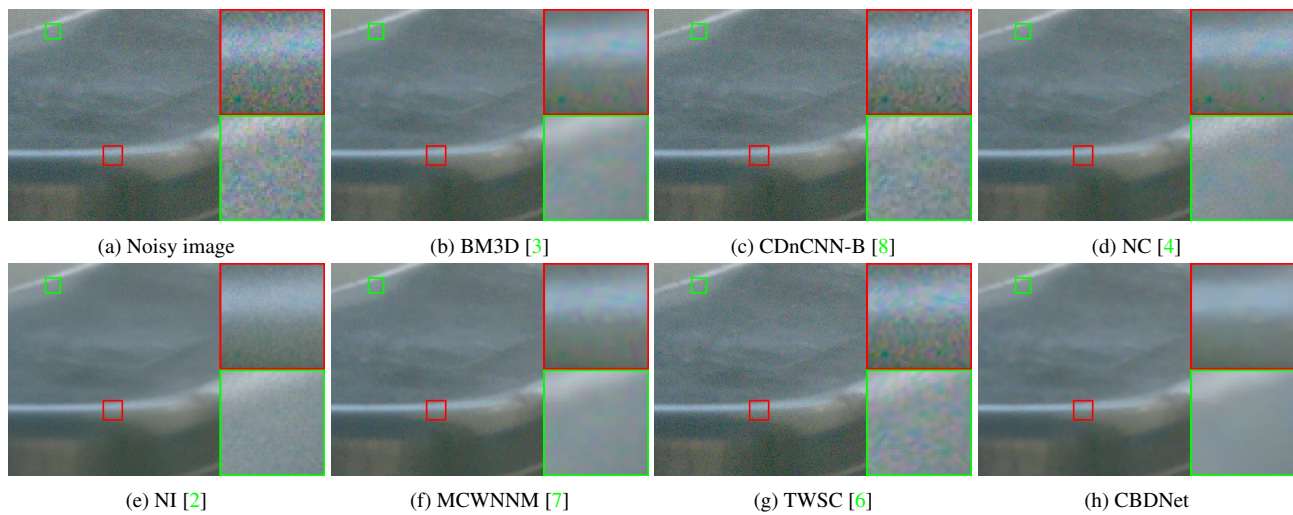 (a) Noisy image
(b) BM3D [3]
(c) CDnCNN-B [8]
(d) NC [4]
(e) NI [2]
(f) MCWNNM [7]
(g) TWSC [6]
(h) CBDNet